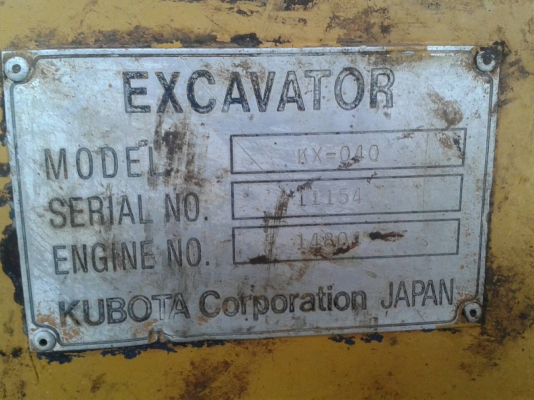 EXCAVATOR
MODEL KX-040
SERIAL NO. 11154
ENGINE NO.
KUBOTA Corporation JAPAN